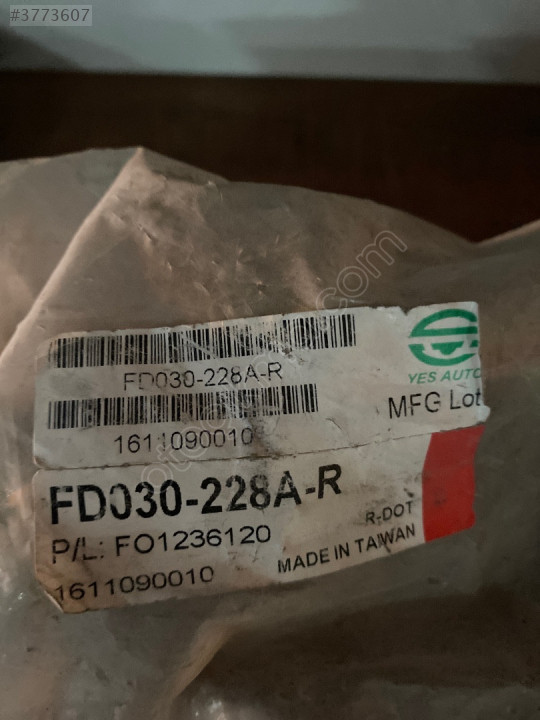 #3773607
FD030-228A-R
YES AUTO
MFG Lot
1611090010
FD030-228A-R
R-DOT
P/L: FO1236120
MADE IN TAIWAN
1611090010